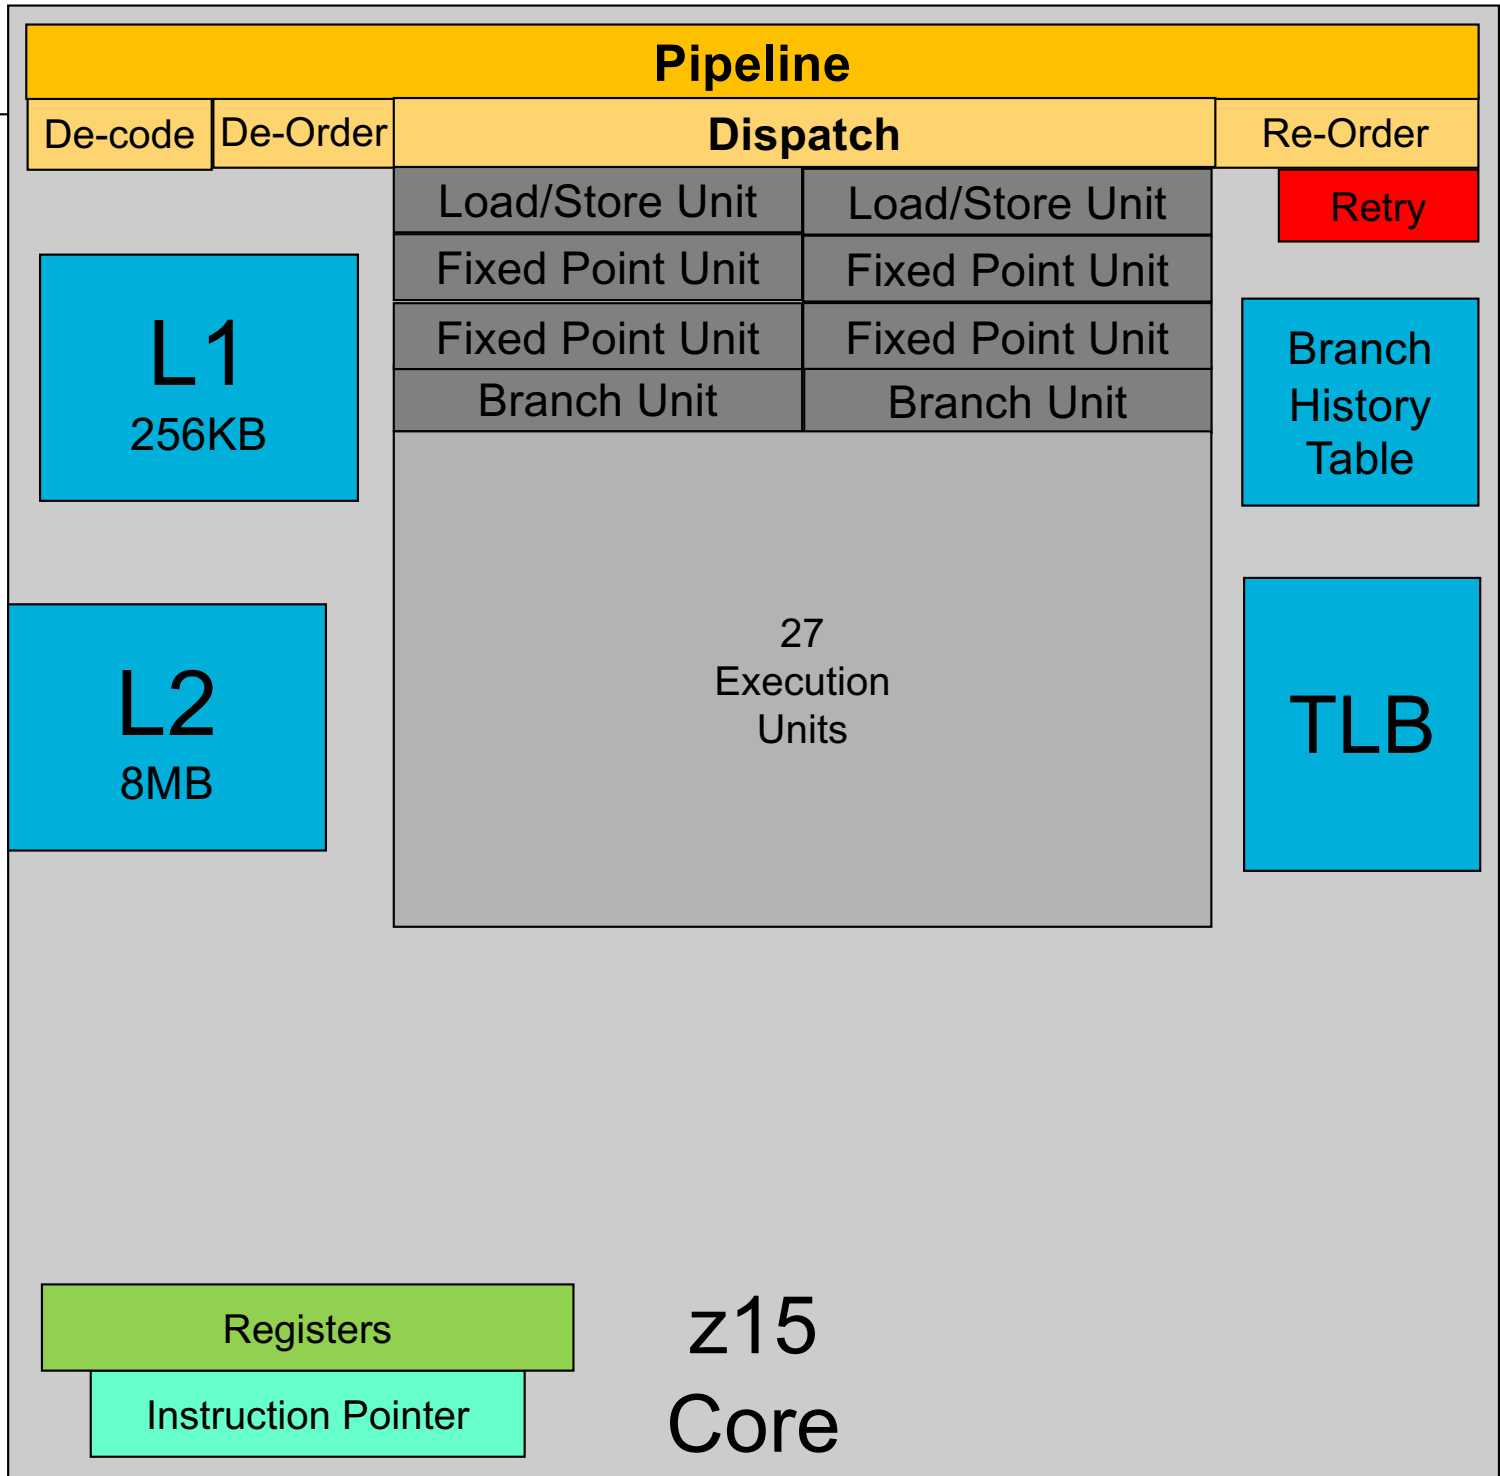 Pipeline
De-code De-Order Dispatch Re-Order
Load/Store Unit Load/Store Unit Retry
Fixed Point Unit Fixed Point Unit
Fixed Point Unit Fixed Point Unit
Branch Unit Branch Unit
L1
256KB
Branch
History
Table
27
Execution
Units
L2
8MB
TLB
Registers
Instruction Pointer
z15
Core